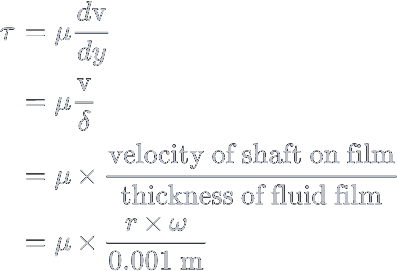 τ = μ dv/dy
= μ v/δ
= μ × velocity of shaft on film / thickness of fluid film
= μ × r × ω / 0.001 m